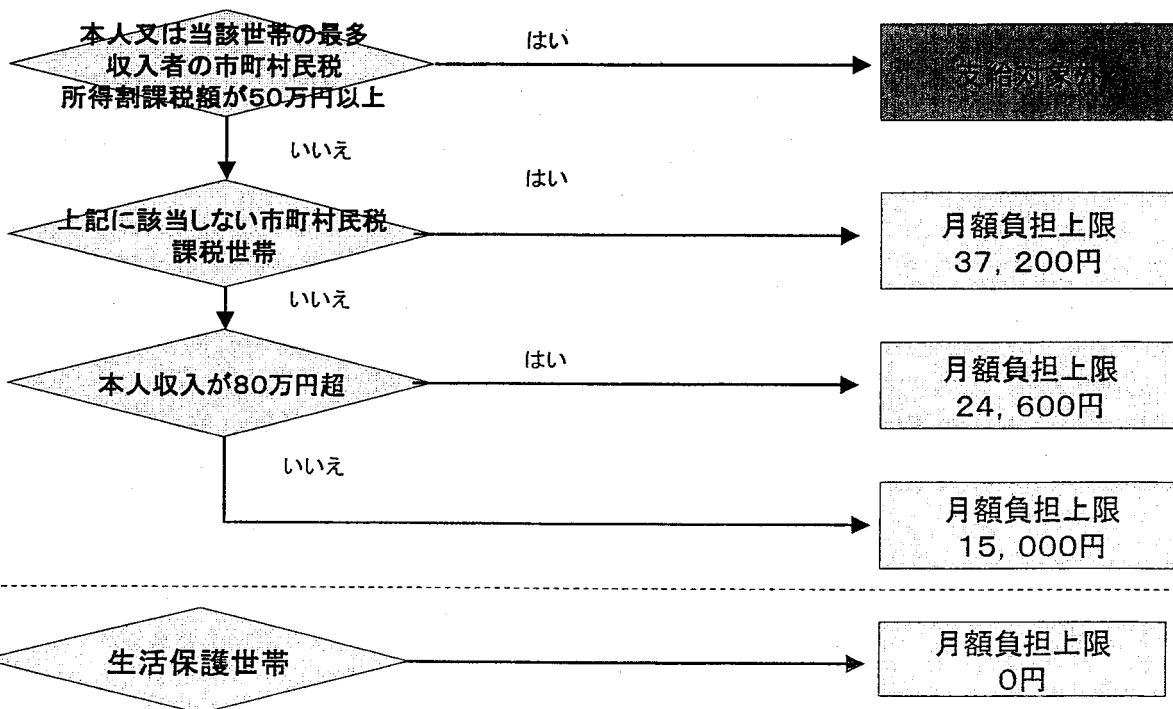 本人又は当該世帯の最多
収入者の市町村民税
所得割課税額が50万円以上
はい
支給対象外
いいえ
上記に該当しない市町村民税
課税世帯
はい
月額負担上限
37,200円
いいえ
本人収入が80万円超
はい
月額負担上限
24,600円
いいえ
月額負担上限
15,000円
生活保護世帯
月額負担上限
0円